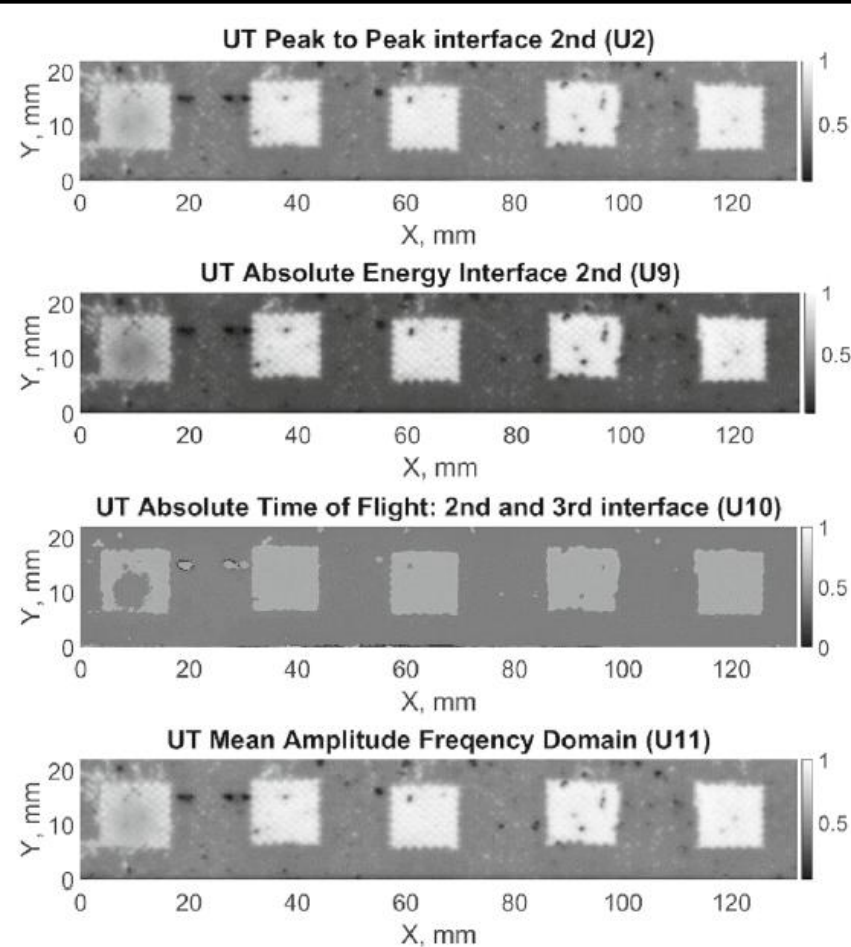 UT Peak to Peak interface 2nd (U2)
20
10
0
Y, mm
1
0.5
0 20 40 60 80 100 120
X, mm
UT Absolute Energy Interface 2nd (U9)
20
10
0
Y, mm
1
0.5
0 20 40 60 80 100 120
X, mm
UT Absolute Time of Flight: 2nd and 3rd interface (U10)
20
10
0
Y, mm
1
0.5
0
0 20 40 60 80 100 120
X, mm
UT Mean Amplitude Freqency Domain (U11)
20
10
0
Y, mm
1
0.5
0 20 40 60 80 100 120
X, mm